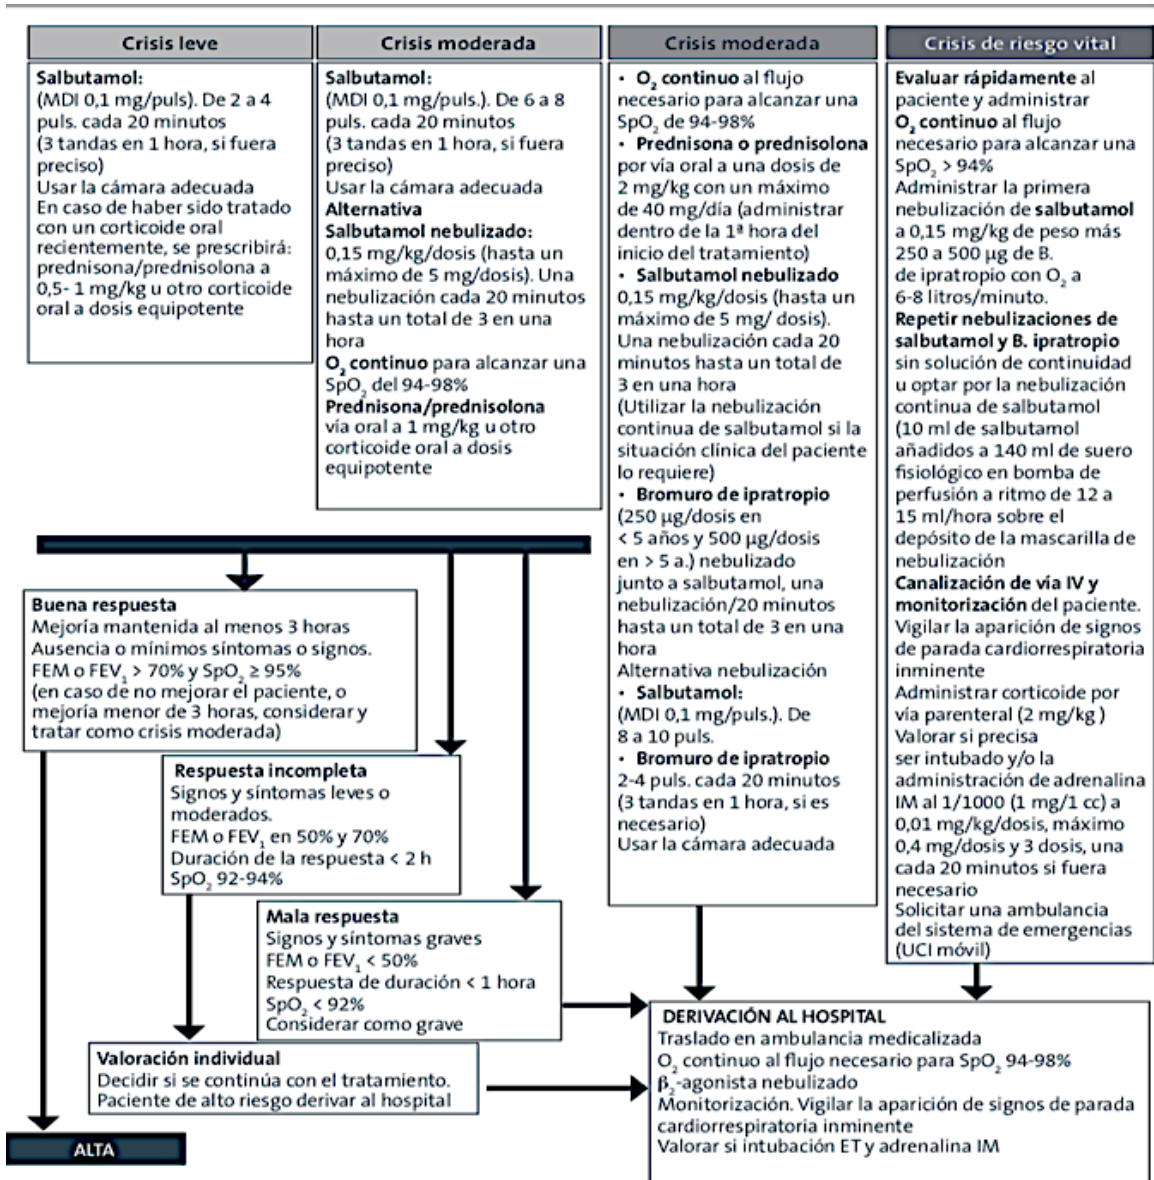 Crisis leve
Salbutamol:
(MDI 0,1 mg/puls). De 2 a 4
puls. cada 20 minutos
(3 tandas en 1 hora, si fuera
preciso)
Usar la cámara adecuada
En caso de haber sido tratado
con un corticoide oral
recientemente, se prescribirá:
prednisona/prednisolona a
0,5- 1 mg/kg u otro corticoide
oral a dosis equipotente
Crisis moderada
Salbutamol:
(MDI 0,1 mg/puls.). De 6 a 8
puls. cada 20 minutos
(3 tandas en 1 hora, si fuera
preciso)
Usar la cámara adecuada
Alternativa
Salbutamol nebulizado:
0,15 mg/kg/dosis (hasta un
máximo de 5 mg/dosis). Una
nebulización cada 20 minutos
hasta un total de 3 en una
hora
O₂ continuo para alcanzar una
SpO₂ del 94-98%
Prednisona/prednisolona
vía oral a 1 mg/kg u otro
corticoide oral a dosis
equipotente
Crisis moderada
• O₂ continuo al flujo
necesario para alcanzar una
SpO₂ de 94-98%
• Prednisona o prednisolona
por vía oral a una dosis de
2 mg/kg con un máximo
de 40 mg/día (administrar
dentro de la 1ª hora del
inicio del tratamiento)
• Salbutamol nebulizado
0,15 mg/kg/dosis (hasta un
máximo de 5 mg/ dosis).
Una nebulización cada 20
minutos hasta un total de
3 en una hora
(Utilizar la nebulización
continua de salbutamol si la
situación clínica del paciente
lo requiere)
• Bromuro de ipratropio
(250 µg/dosis en
< 5 años y 500 µg/dosis
en > 5 a.) nebulizado
junto a salbutamol, una
nebulización/20 minutos
hasta un total de 3 en una
hora
Alternativa nebulización
• Salbutamol:
(MDI 0,1 mg/puls.). De
8 a 10 puls.
• Bromuro de ipratropio
2-4 puls. cada 20 minutos
(3 tandas en 1 hora, si es
necesario)
Usar la cámara adecuada
Crisis de riesgo vital
Evaluar rápidamente al
paciente y administrar
O₂ continuo al flujo
necesario para alcanzar una
SpO₂ > 94%
Administrar la primera
nebulización de salbutamol
a 0,15 mg/kg de peso más
250 a 500 µg de B.
de ipratropio con O₂ a
6-8 litros/minuto.
Repetir nebulizaciones de
salbutamol y B. ipratropio
sin solución de continuidad
u optar por la nebulización
continua de salbutamol
(10 ml de salbutamol
añadidos a 140 ml de suero
fisiológico en bomba de
perfusión a ritmo de 12 a
15 ml/hora sobre el
depósito de la mascarilla de
nebulización
Canalización de vía IV y
monitorización del paciente.
Vigilar la aparición de signos
de parada cardiorrespiratoria
inminente
Administrar corticoide por
vía parenteral (2 mg/kg )
Valorar si precisa
ser intubado y/o la
administración de adrenalina
IM al 1/1000 (1 mg/1 cc) a
0,01 mg/kg/dosis, máximo
0,4 mg/dosis y 3 dosis, una
cada 20 minutos si fuera
necesario
Solicitar una ambulancia
del sistema de emergencias
(UCI móvil)
Buena respuesta
Mejoría mantenida al menos 3 horas
Ausencia o mínimos síntomas o signos.
FEM o FEV₁ > 70% y SpO₂ ≥ 95%
(en caso de no mejorar el paciente, o
mejoría menor de 3 horas, considerar y
tratar como crisis moderada)
Respuesta incompleta
Signos y síntomas leves o
moderados.
FEM o FEV₁ en 50% y 70%
Duración de la respuesta < 2 h
SpO₂ 92-94%
Mala respuesta
Signos y síntomas graves
FEM o FEV₁ < 50%
Respuesta de duración < 1 hora
SpO₂ < 92%
Considerar como grave
Valoración individual
Decidir si se continúa con el tratamiento.
Paciente de alto riesgo derivar al hospital
ALTA
DERIVACIÓN AL HOSPITAL
Traslado en ambulancia medicalizada
O₂ continuo al flujo necesario para SpO₂ 94-98%
β₂-agonista nebulizado
Monitorización. Vigilar la aparición de signos de parada
cardiorrespiratoria inminente
Valorar si intubación ET y adrenalina IM